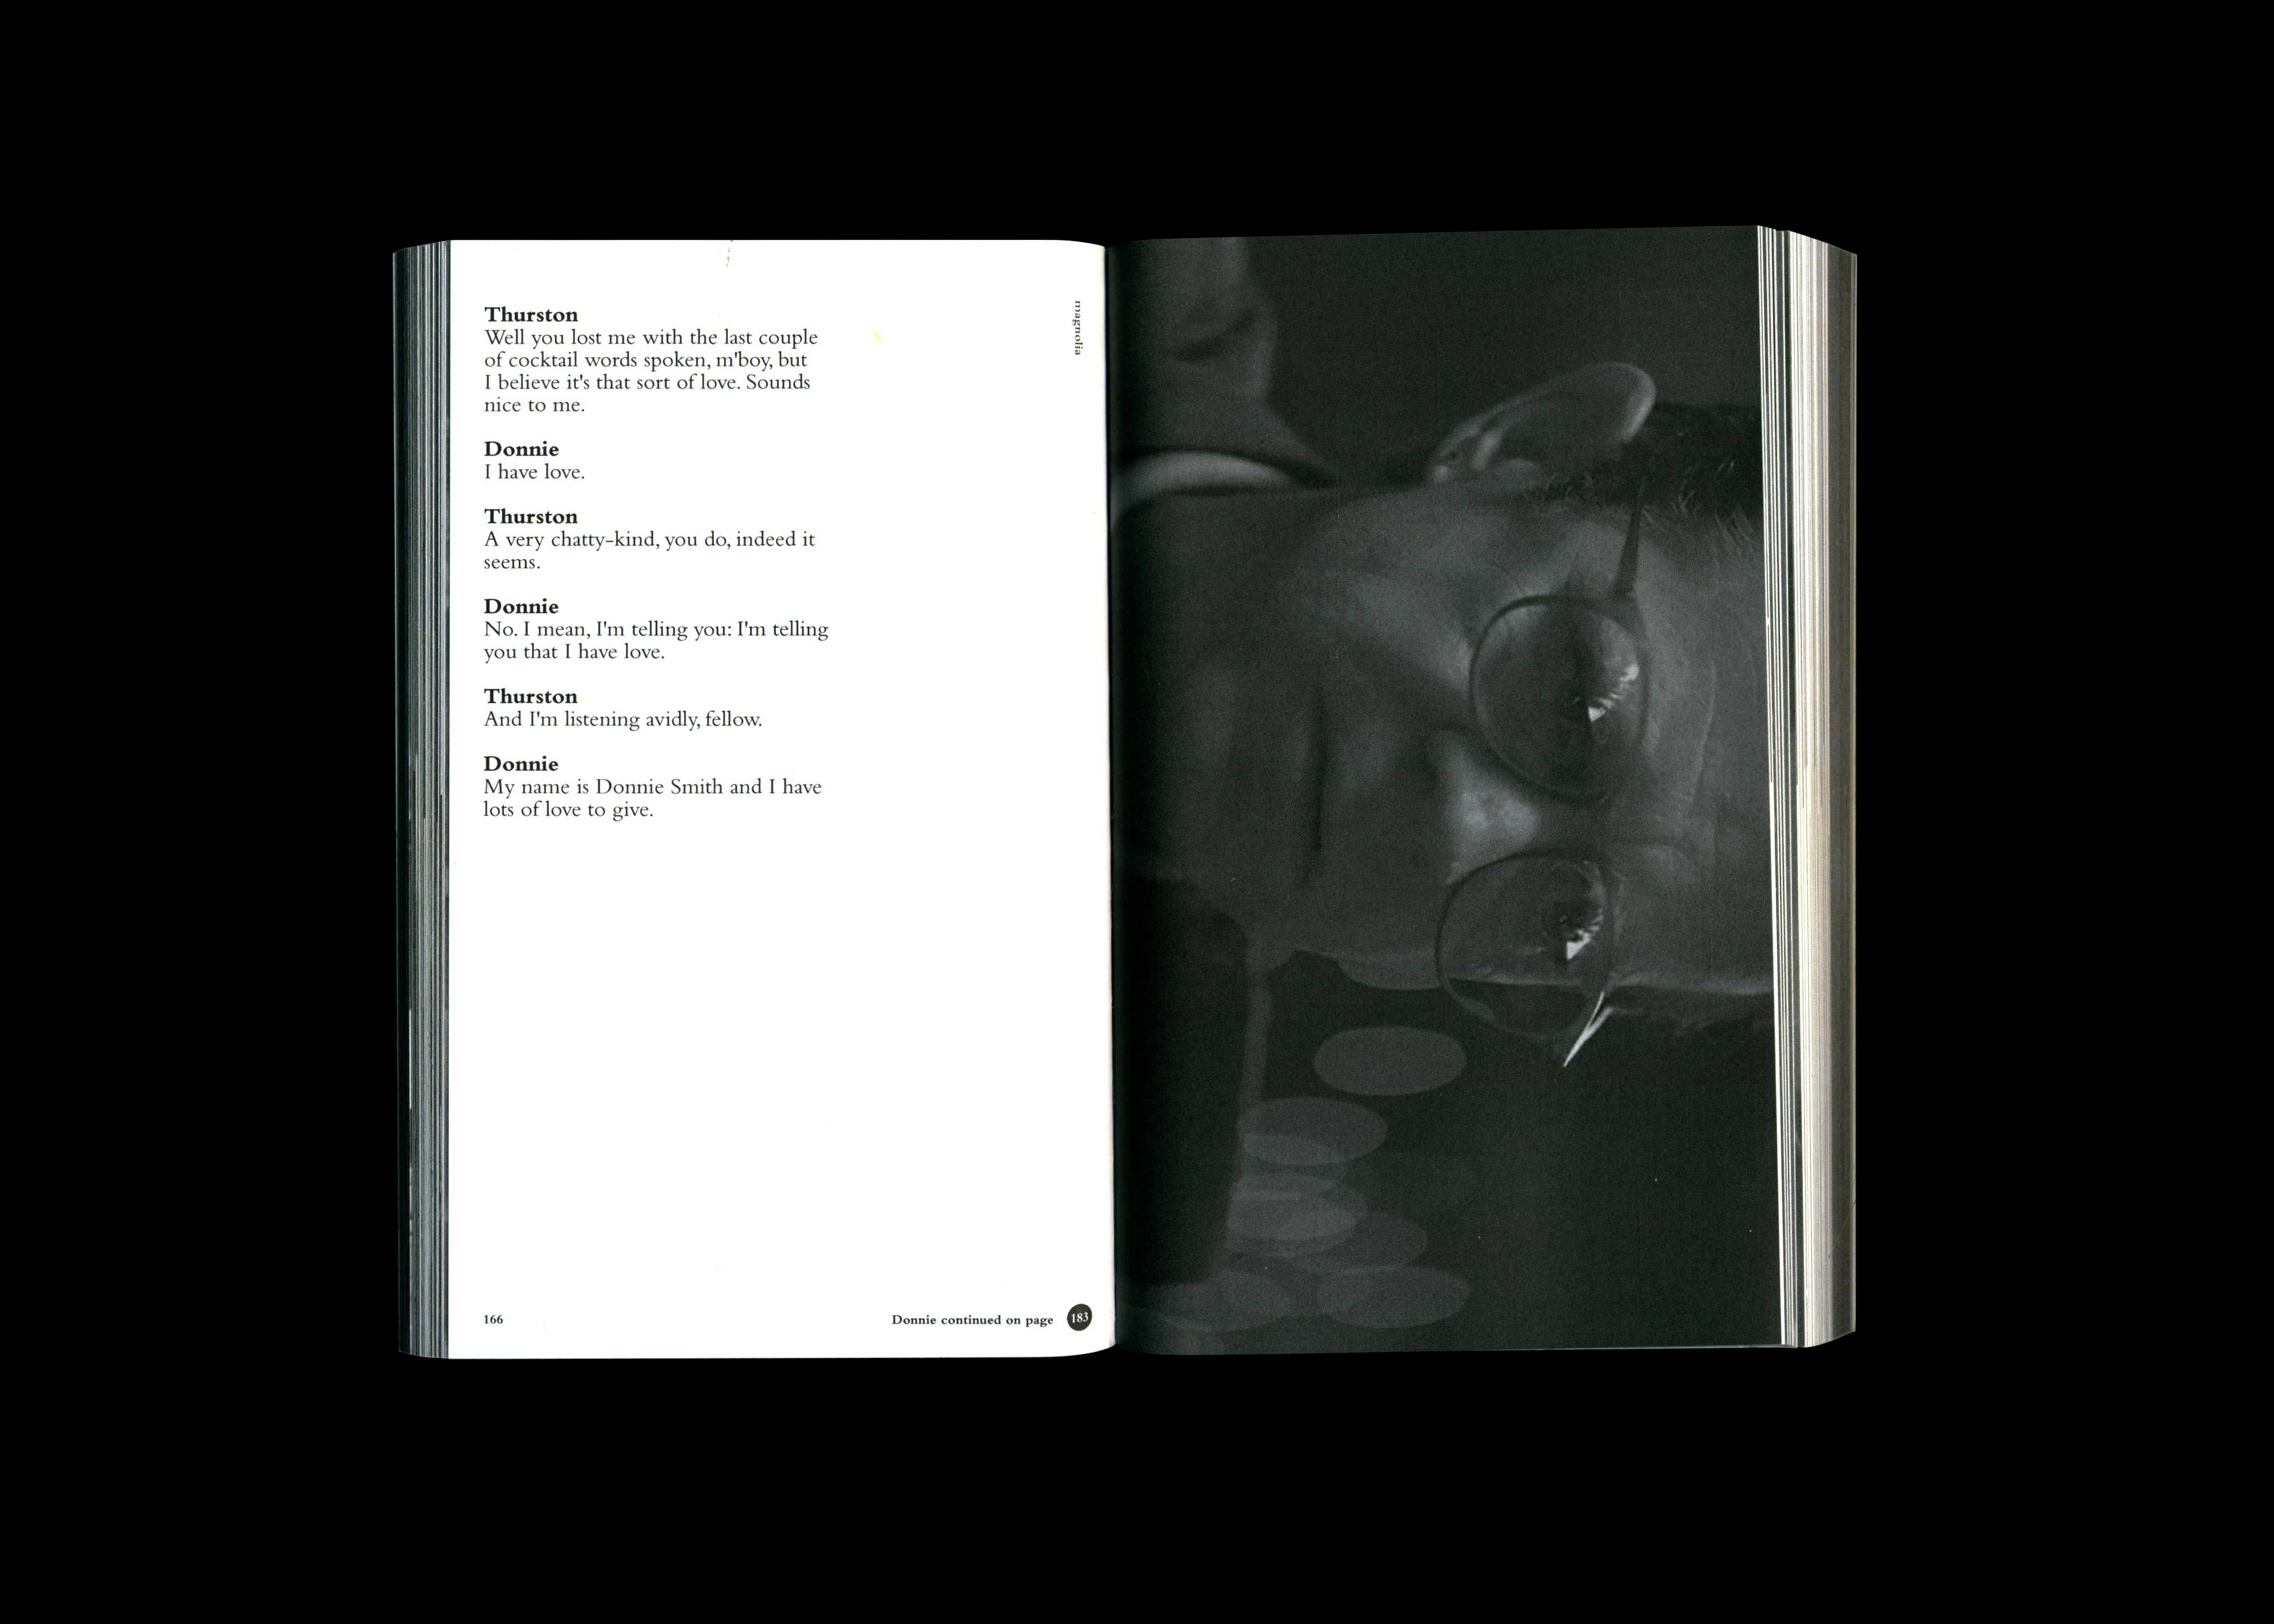 Thurston
Well you lost me with the last couple
of cocktail words spoken, m'boy, but
I believe it's that sort of love. Sounds
nice to me.
Donnie
I have love.
Thurston
A very chatty-kind, you do, indeed it
seems.
Donnie
No. I mean, I'm telling you: I'm telling
you that I have love.
Thurston
And I'm listening avidly, fellow.
Donnie
My name is Donnie Smith and I have
lots of love to give.
magnolia
166
Donnie continued on page 183